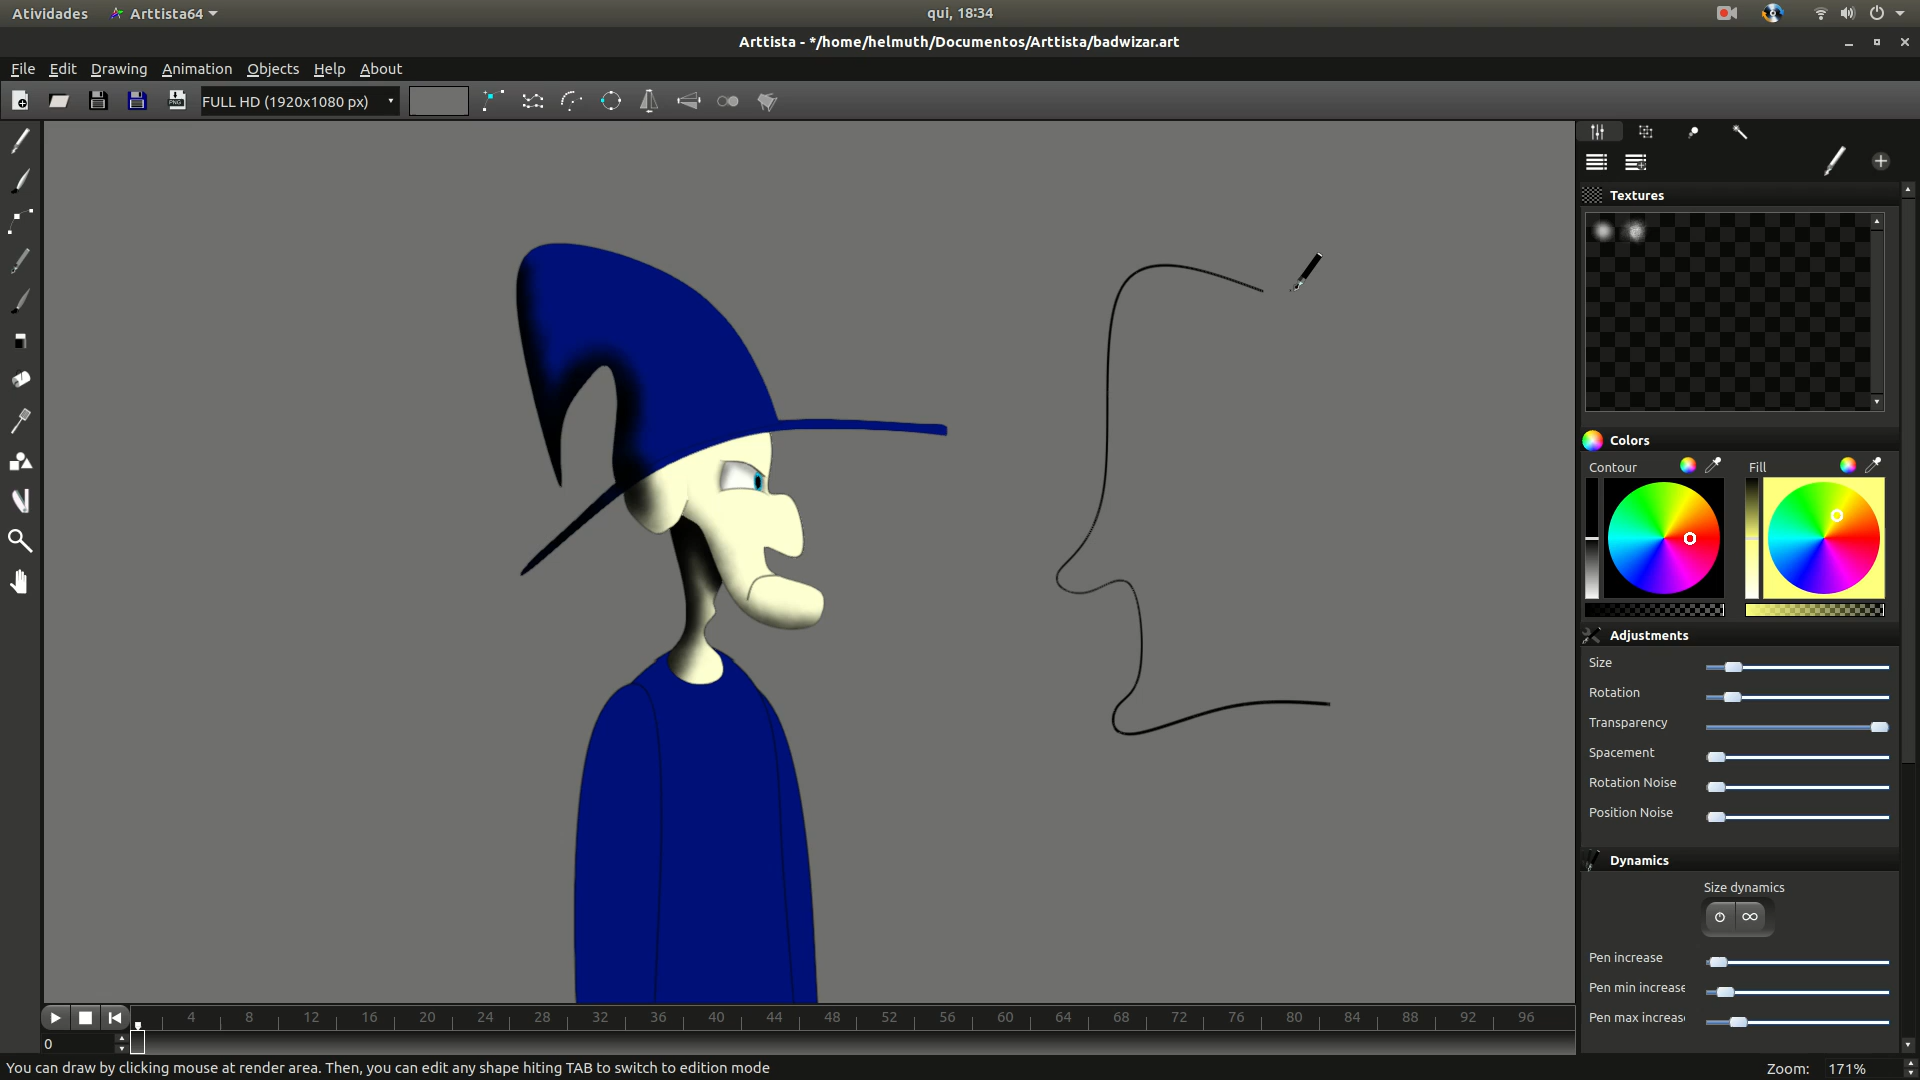 Atividades
Arttista64
qui, 18:34
Arttista - */home/helmuth/Documentos/Arttista/badwizar.art
File Edit Drawing Animation Objects Help About
PNG
FULL HD (1920x1080 px)
Textures
Colors
Contour
Fill
Adjustments
Size
Rotation
Transparency
Spacement
Rotation Noise
Position Noise
Dynamics
Size dynamics
Pen increase
Pen min increase
Pen max increas
4 8 12 16 20 24 28 32 36 40 44 48 52 56 60 64 68 72 76 80 84 88 92 96
0
You can draw by clicking mouse at render area. Then, you can edit any shape hiting TAB to switch to edition mode
Zoom: 171%